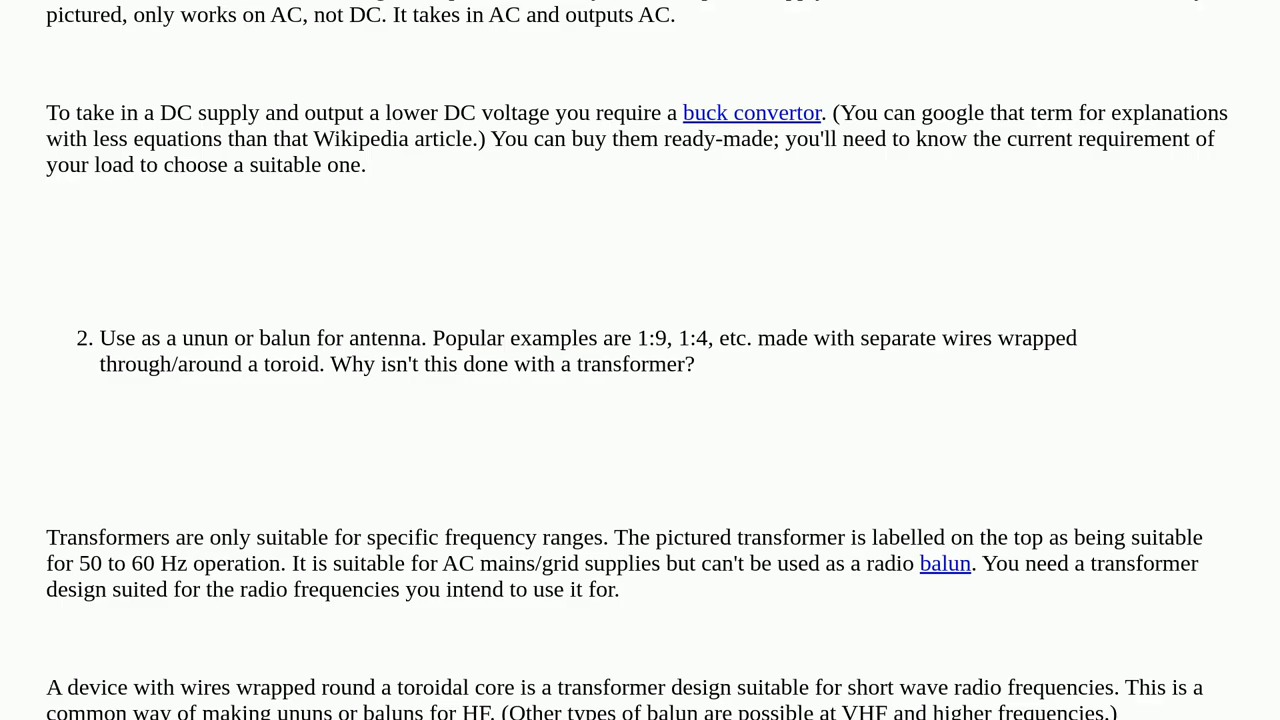 pictured, only works on AC, not DC. It takes in AC and outputs AC.
To take in a DC supply and output a lower DC voltage you require a buck convertor. (You can google that term for explanations
with less equations than that Wikipedia article.) You can buy them ready-made; you'll need to know the current requirement of
your load to choose a suitable one.
2. Use as a unun or balun for antenna. Popular examples are 1:9, 1:4, etc. made with separate wires wrapped
through/around a toroid. Why isn't this done with a transformer?
Transformers are only suitable for specific frequency ranges. The pictured transformer is labelled on the top as being suitable
for 50 to 60 Hz operation. It is suitable for AC mains/grid supplies but can't be used as a radio balun. You need a transformer
design suited for the radio frequencies you intend to use it for.
A device with wires wrapped round a toroidal core is a transformer design suitable for short wave radio frequencies. This is a
common way of making ununs or baluns for HF. (Other types of balun are possible at VHF and higher frequencies.)